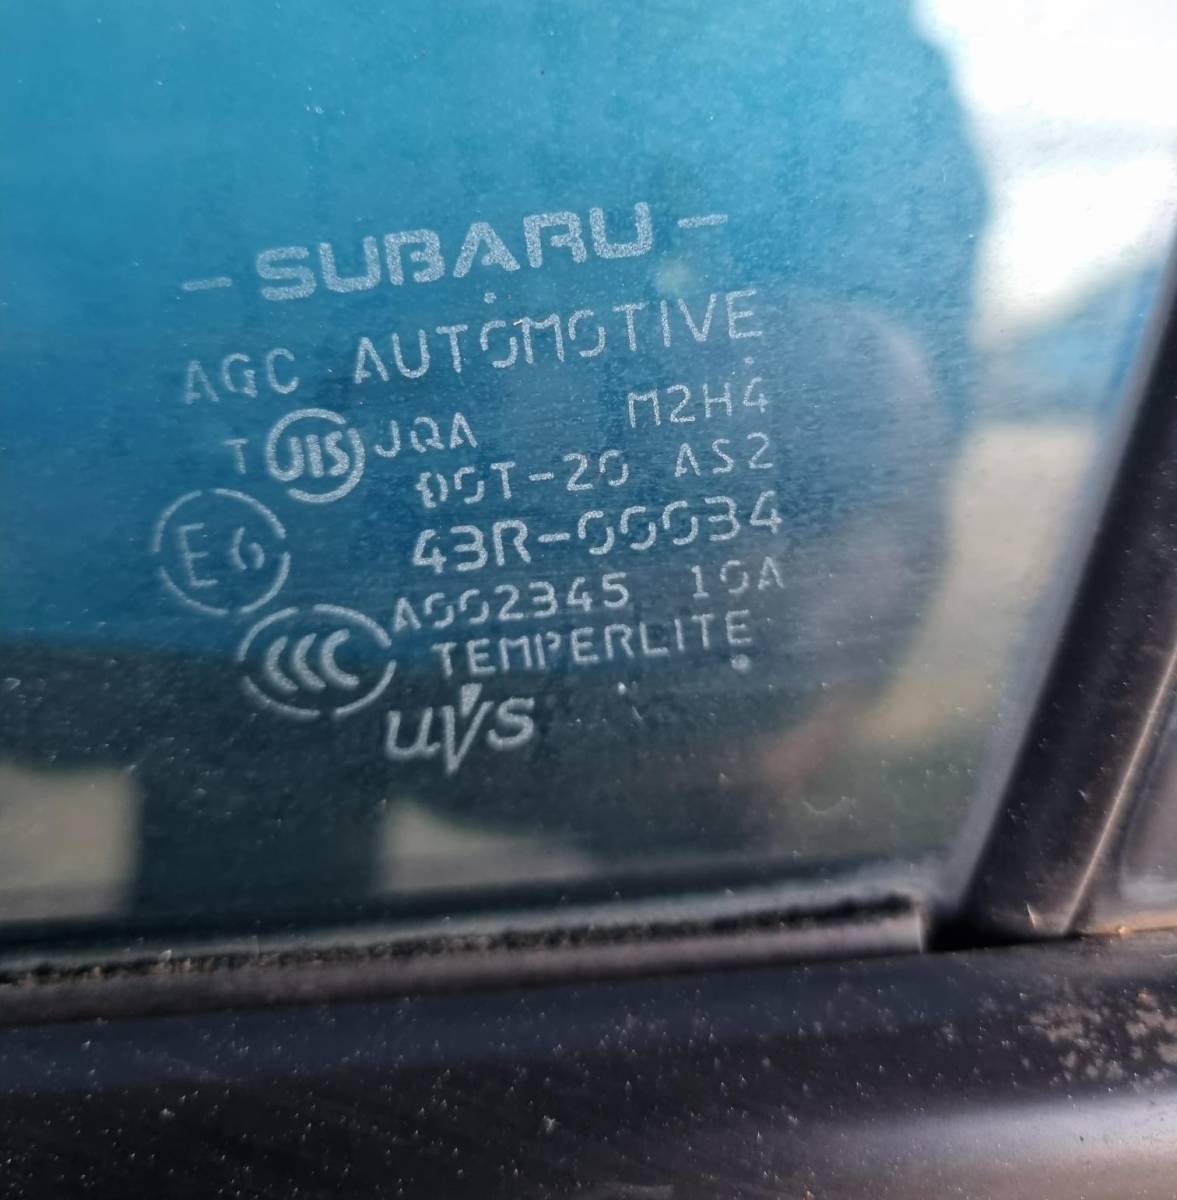 - SUBARU -
AGC AUTOMOTIVE
T JIS JQA M2H4
DOT-20 AS2
E6 43R-00034
CCC A002345 10A
TEMPERLITE
UVS